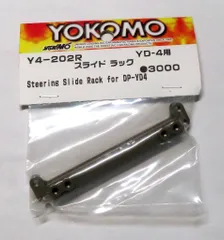 YOKOMO
YOKOMO
Y4-202R YD-4用
スライド ラック ●3000
Steering Slide Rack for DP-YD4